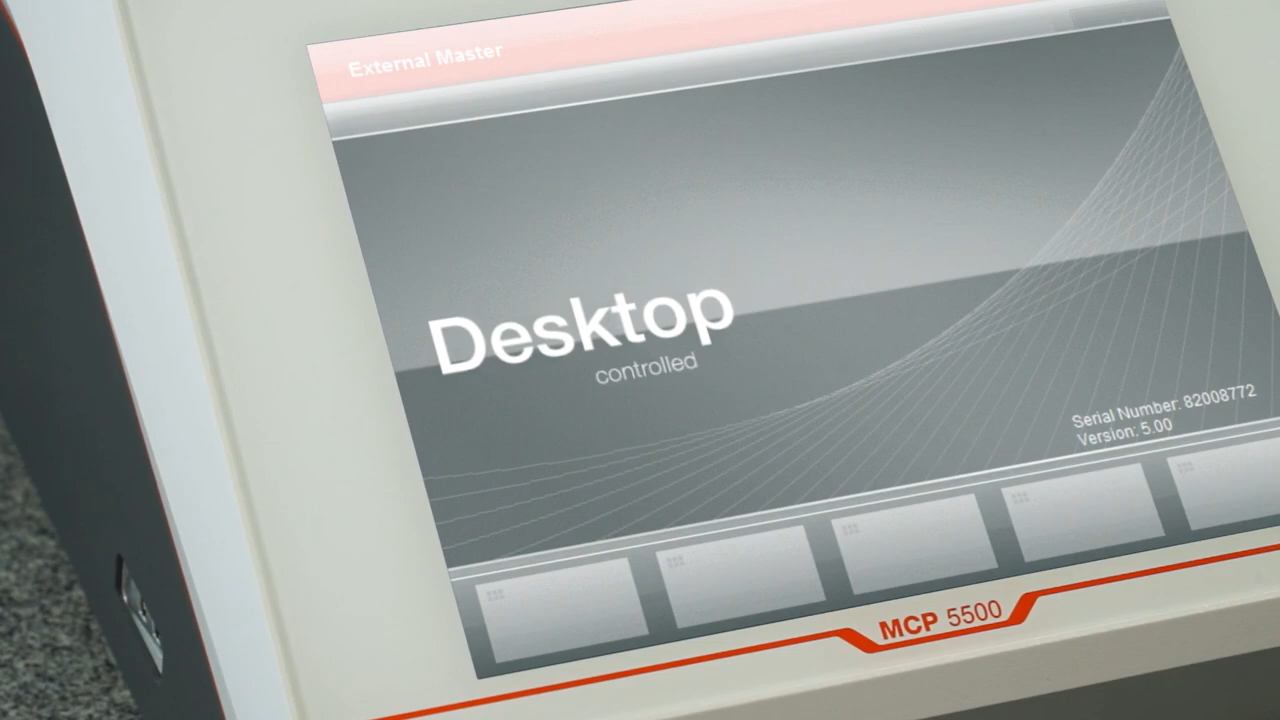 External Master
Desktop
controlled
Serial Number: 82008772
Version: 5.00
MCP 5500